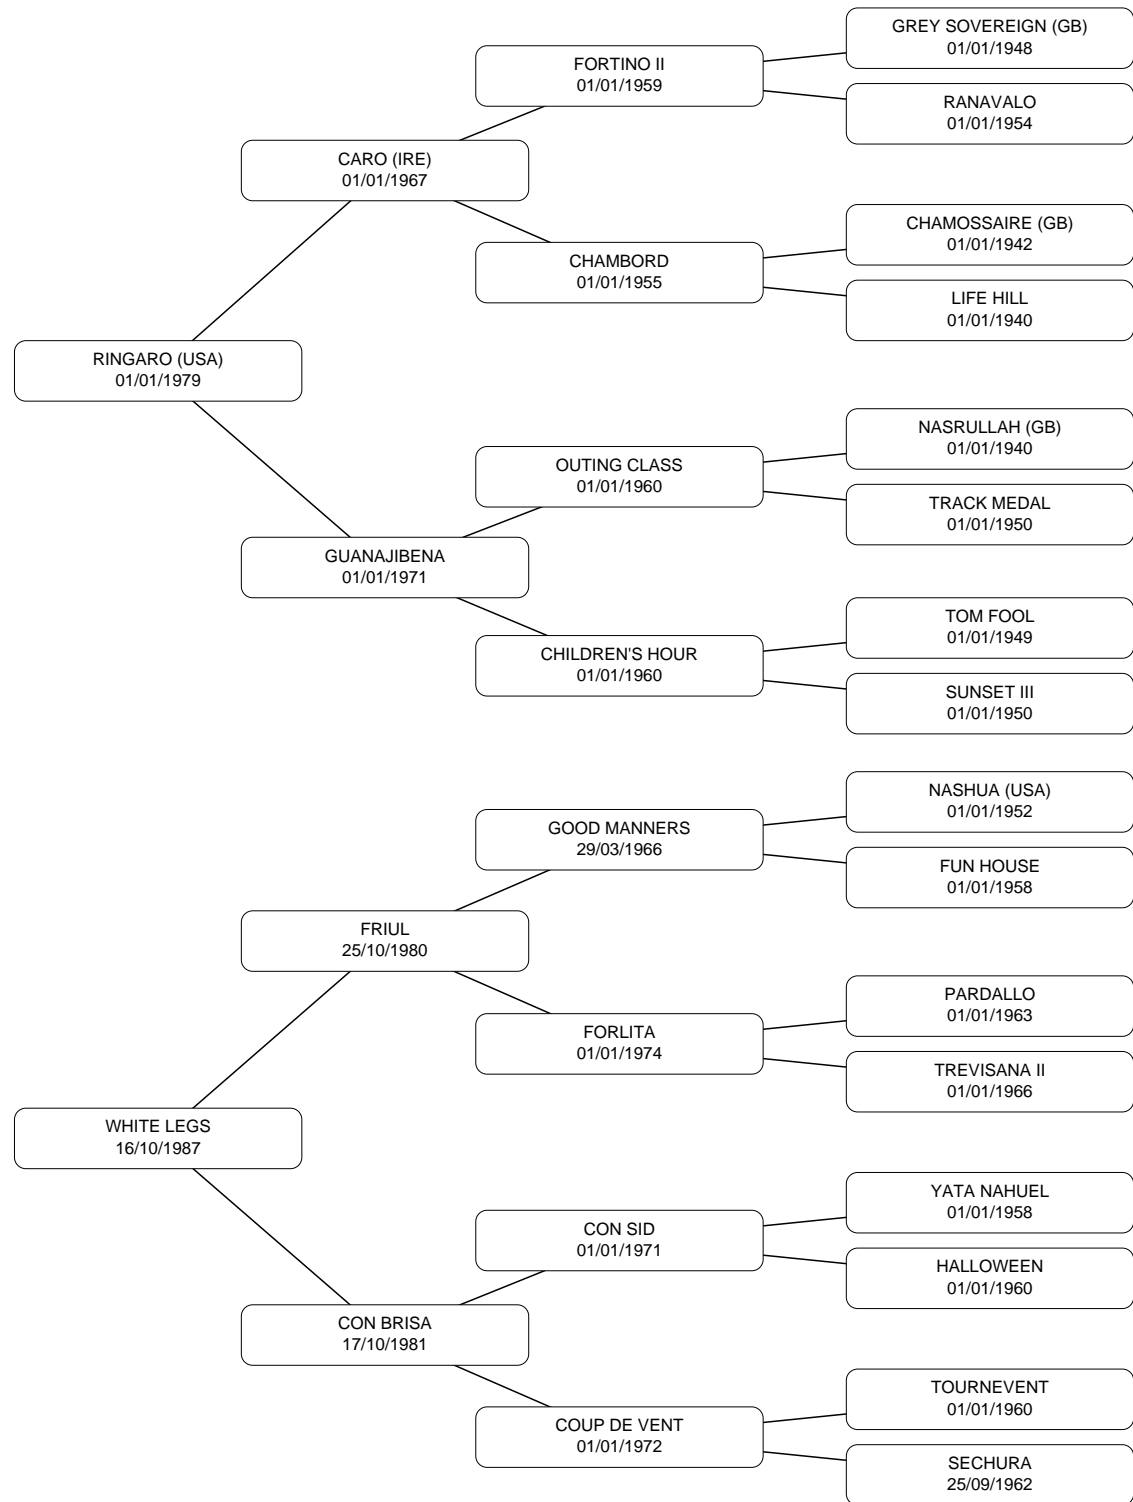 GREY SOVEREIGN (GB)
01/01/1948
FORTINO II
01/01/1959
RANAVALO
01/01/1954
CARO (IRE)
01/01/1967
CHAMOSSAIRE (GB)
01/01/1942
CHAMBORD
01/01/1955
LIFE HILL
01/01/1940
RINGARO (USA)
01/01/1979
NASRULLAH (GB)
01/01/1940
OUTING CLASS
01/01/1960
TRACK MEDAL
01/01/1950
GUANAJIBENA
01/01/1971
TOM FOOL
01/01/1949
CHILDREN'S HOUR
01/01/1960
SUNSET III
01/01/1950
NASHUA (USA)
01/01/1952
GOOD MANNERS
29/03/1966
FUN HOUSE
01/01/1958
FRIUL
25/10/1980
PARDALLO
01/01/1963
FORLITA
01/01/1974
TREVISANA II
01/01/1966
WHITE LEGS
16/10/1987
YATA NAHUEL
01/01/1958
CON SID
01/01/1971
HALLOWEEN
01/01/1960
CON BRISA
17/10/1981
TOURNEVENT
01/01/1960
COUP DE VENT
01/01/1972
SECHURA
25/09/1962